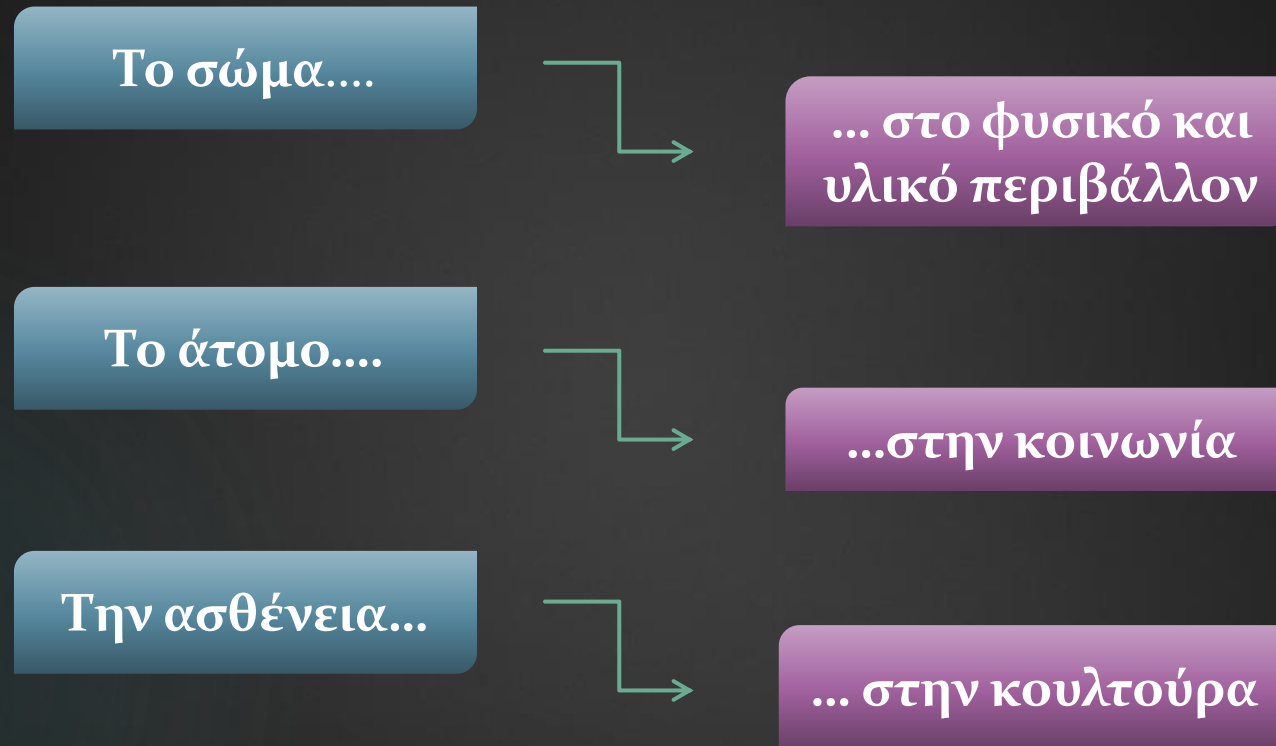 Το σώμα....
... στο φυσικό και
υλικό περιβάλλον
Το άτομο....
...στην κοινωνία
Την ασθένεια...
... στην κουλτούρα